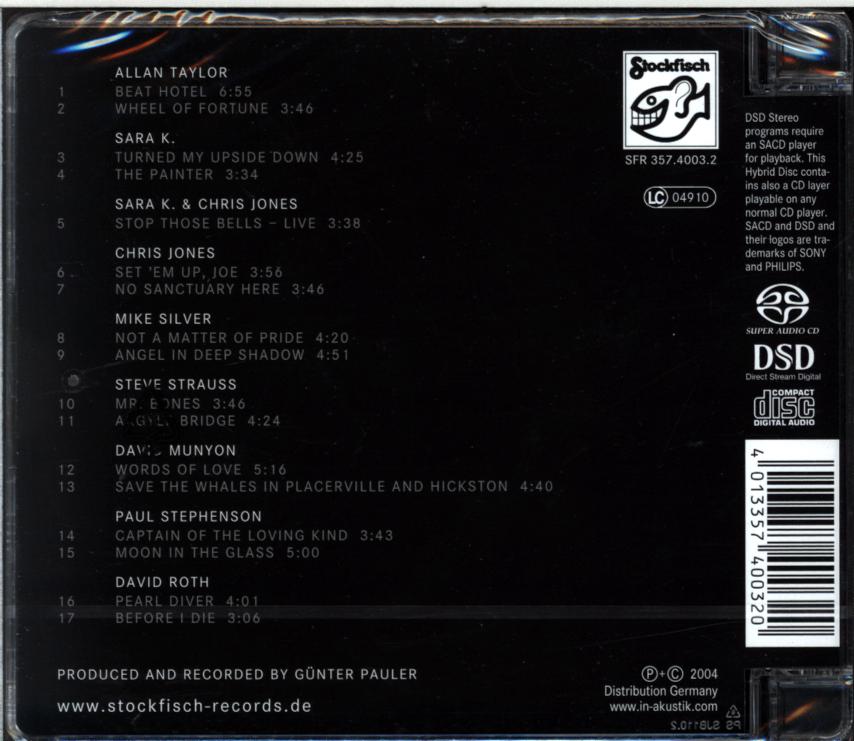 ALLAN TAYLOR
1 BEAT HOTEL 6:55
2 WHEEL OF FORTUNE 3:46
SARA K.
3 TURNED MY UPSIDE DOWN 4:25
4 THE PAINTER 3:34
SARA K. & CHRIS JONES
5 STOP THOSE BELLS – LIVE 3:38
CHRIS JONES
6 SET 'EM UP, JOE 3:56
7 NO SANCTUARY HERE 3:46
MIKE SILVER
8 NOT A MATTER OF PRIDE 4:20
9 ANGEL IN DEEP SHADOW 4:51
STEVE STRAUSS
10 MR. BONES 3:46
11 BRIDGE 4:24
DAVID MUNYON
12 WORDS OF LOVE 5:16
13 SAVE THE WHALES IN PLACERVILLE AND HICKSTON 4:40
PAUL STEPHENSON
14 CAPTAIN OF THE LOVING KIND 3:43
15 MOON IN THE GLASS 5:00
DAVID ROTH
16 PEARL DIVER 4:01
17 BEFORE I DIE 3:06
PRODUCED AND RECORDED BY GÜNTER PAULER
www.stockfisch-records.de
Stockfisch
SFR 357.4003.2
LC 04910
DSD Stereo
programs require
an SACD player
for playback. This
Hybrid Disc conta-
ins also a CD layer
playable on any
normal CD player.
SACD and DSD and
their logos are tra-
demarks of SONY
and PHILIPS.
SUPER AUDIO CD
DSD
Direct Stream Digital
COMPACT
disc
DIGITAL AUDIO
4 013357 400320
Ⓟ+© 2004
Distribution Germany
www.in-akustik.com